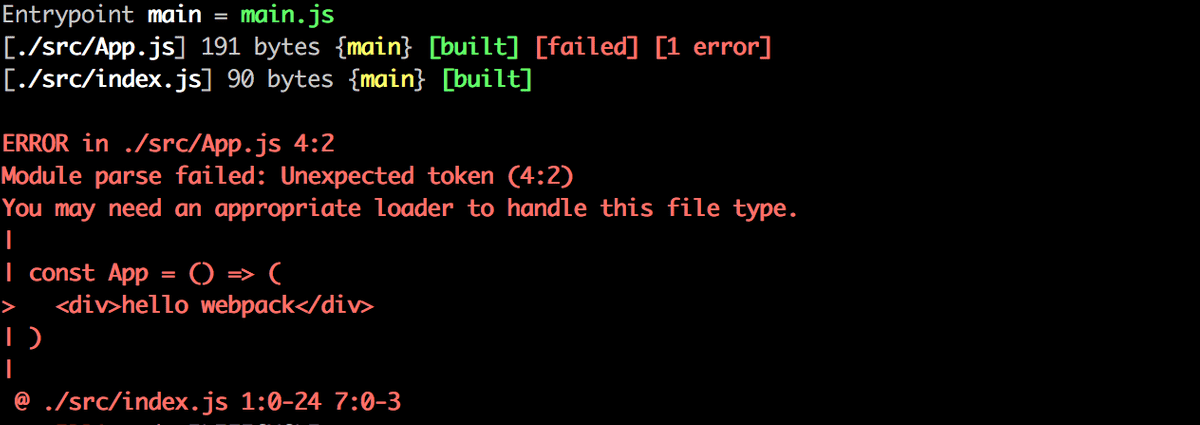 Entrypoint main = main.js
[./src/App.js] 191 bytes {main} [built] [failed] [1 error]
[./src/index.js] 90 bytes {main} [built]
ERROR in ./src/App.js 4:2
Module parse failed: Unexpected token (4:2)
You may need an appropriate loader to handle this file type.
|
| const App = () => (
>   <div>hello webpack</div>
| )
|
 @ ./src/index.js 1:0-24 7:0-3